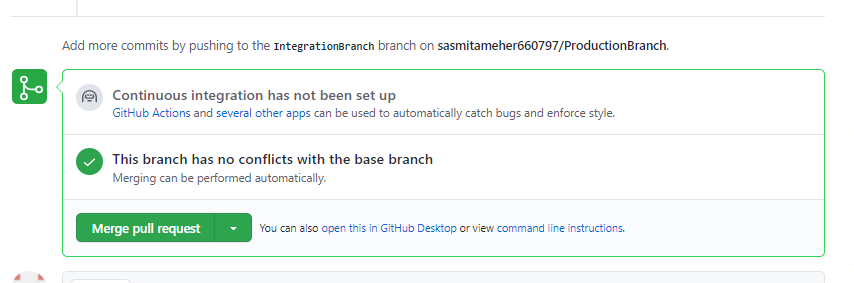 Add more commits by pushing to the IntegrationBranch branch on sasmitameher660797/ProductionBranch.
Continuous integration has not been set up
GitHub Actions and several other apps can be used to automatically catch bugs and enforce style.
This branch has no conflicts with the base branch
Merging can be performed automatically.
Merge pull request
You can also open this in GitHub Desktop or view command line instructions.